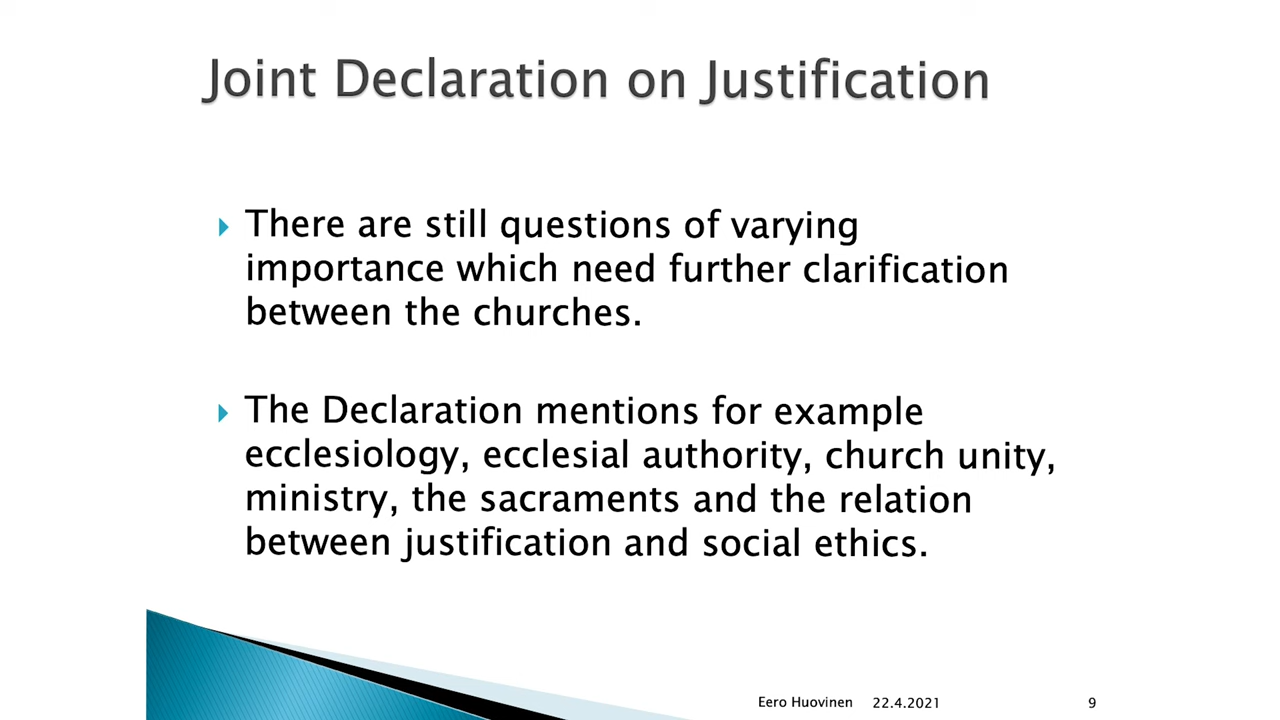 Joint Declaration on Justification
There are still questions of varying
importance which need further clarification
between the churches.
The Declaration mentions for example
ecclesiology, ecclesial authority, church unity,
ministry, the sacraments and the relation
between justification and social ethics.
Eero Huovinen 22.4.2021 9